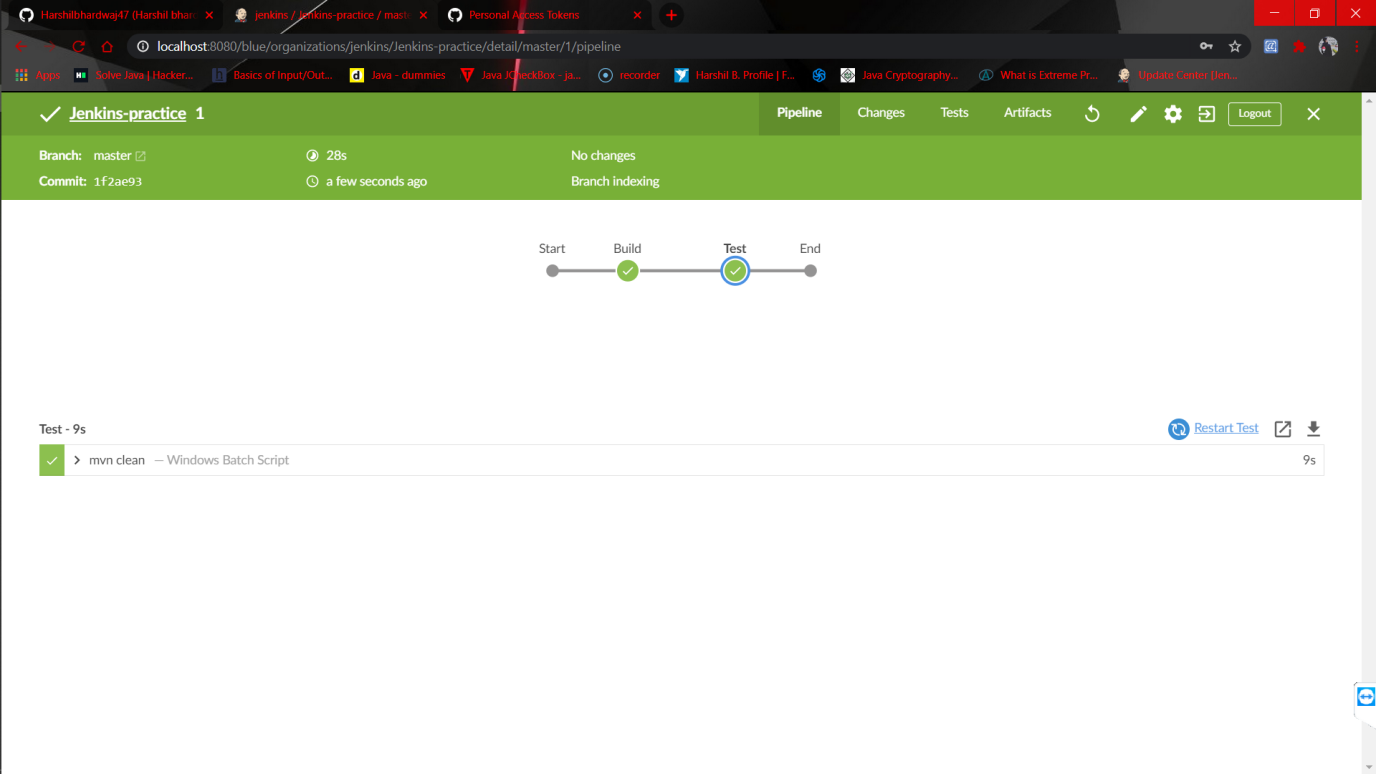 Harshilbhardwaj47 (Harshil bhar
jenkins / Jenkins-practice / maste
Personal Access Tokens
localhost:8080/blue/organizations/jenkins/Jenkins-practice/detail/master/1/pipeline
Apps
Solve Java | Hacker...
Basics of Input/Out...
Java - dummies
Java JCheckBox - ja...
recorder
Harshil B. Profile | F...
Java Cryptography...
What is Extreme Pr...
Update Center [Jen...
Jenkins-practice 1
Pipeline
Changes
Tests
Artifacts
Logout
Branch: master
28s
No changes
Commit: 1f2ae93
a few seconds ago
Branch indexing
Start
Build
Test
End
Test - 9s
Restart Test
mvn clean — Windows Batch Script
9s